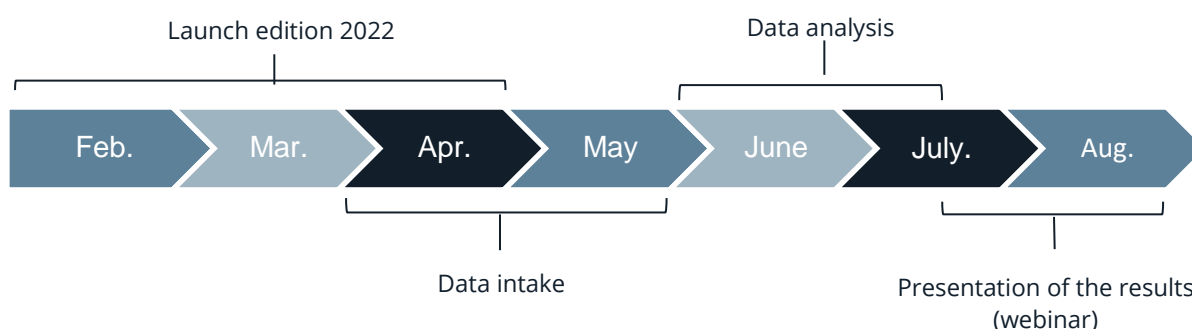 Launch edition 2022
Data analysis
Feb.
Mar.
Apr.
May
June
July.
Aug.
Data intake
Presentation of the results
(webinar)